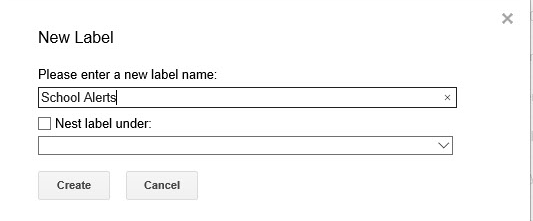 New Label
Please enter a new label name:
School Alerts
Nest label under:
Create Cancel